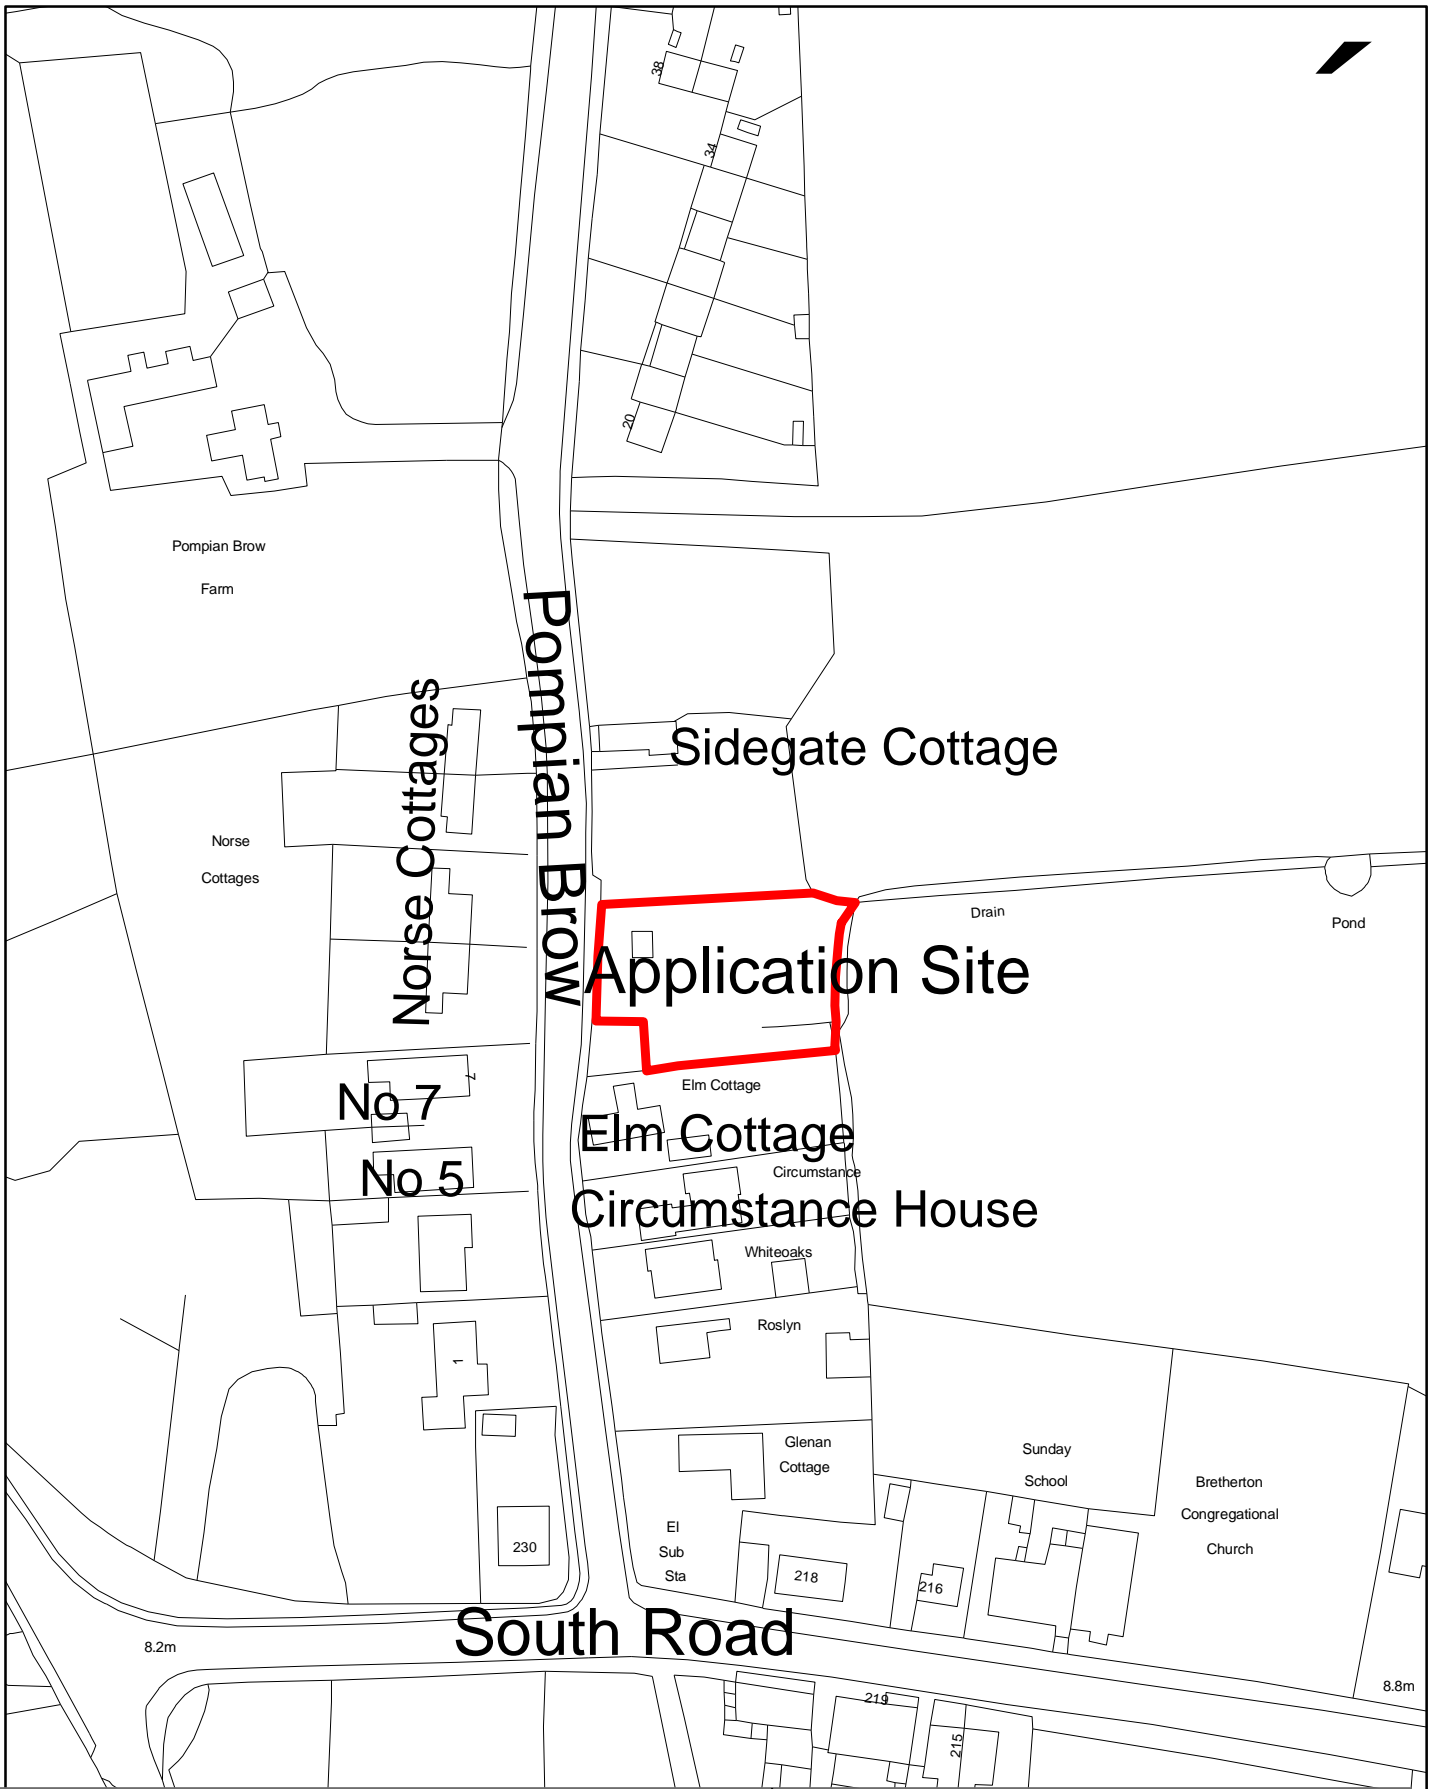 38
34
20
Pompian Brow
Farm
Pompian Brow
Norse Cottages
Sidegate Cottage
Norse
Cottages
Drain
Pond
Application Site
7
No 7
Elm Cottage
Elm Cottage
No 5
Circumstance
Circumstance House
Whiteoaks
Roslyn
1
Glenan
Cottage
Sunday
School
Bretherton
Congregational
Church
El
Sub
Sta
230
218
216
South Road
8.2m
8.8m
219
215